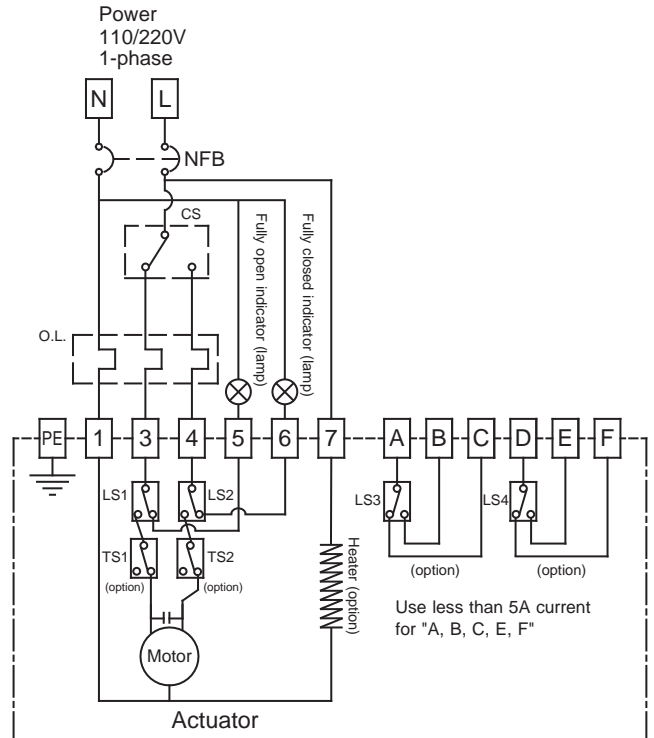 Power
110/220V
1-phase
N L
NFB
CS
Fully open indicator (lamp)
Fully closed indicator (lamp)
O.L.
PE 1 3 4 5 6 7 A B C D E F
LS1 LS2 LS3 LS4
TS1 TS2
(option) (option)
(option) (option)
Heater (option)
Use less than 5A current
for "A, B, C, E, F"
Motor
Actuator